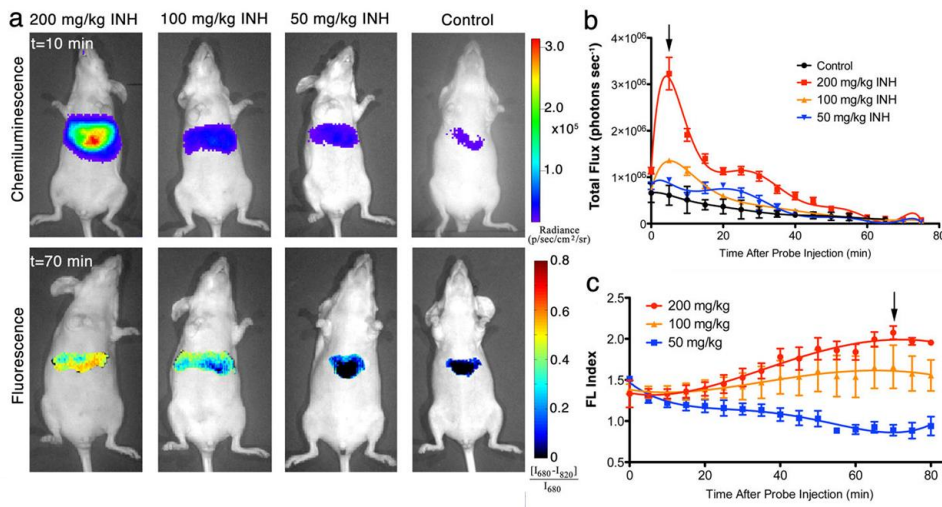 a
200 mg/kg INH
100 mg/kg INH
50 mg/kg INH
Control
t=10 min
Chemiluminescence
3.0
2.0
x10⁵
1.0
Radiance
(p/sec/cm²/sr)
t=70 min
Fluorescence
0.8
0.6
0.4
0.2
0
[I₆₈₀-I₈₂₀]
I₆₈₀
b
Total Flux (photons sec⁻¹)
4×10⁰⁶
3×10⁰⁶
2×10⁰⁶
1×10⁰⁶
0
Control
200 mg/kg INH
100 mg/kg INH
50 mg/kg INH
0 20 40 60 80
Time After Probe Injection (min)
c
FL Index
2.5
2.0
1.5
1.0
0.5
200 mg/kg
100 mg/kg
50 mg/kg
0 20 40 60 80
Time After Probe Injection (min)